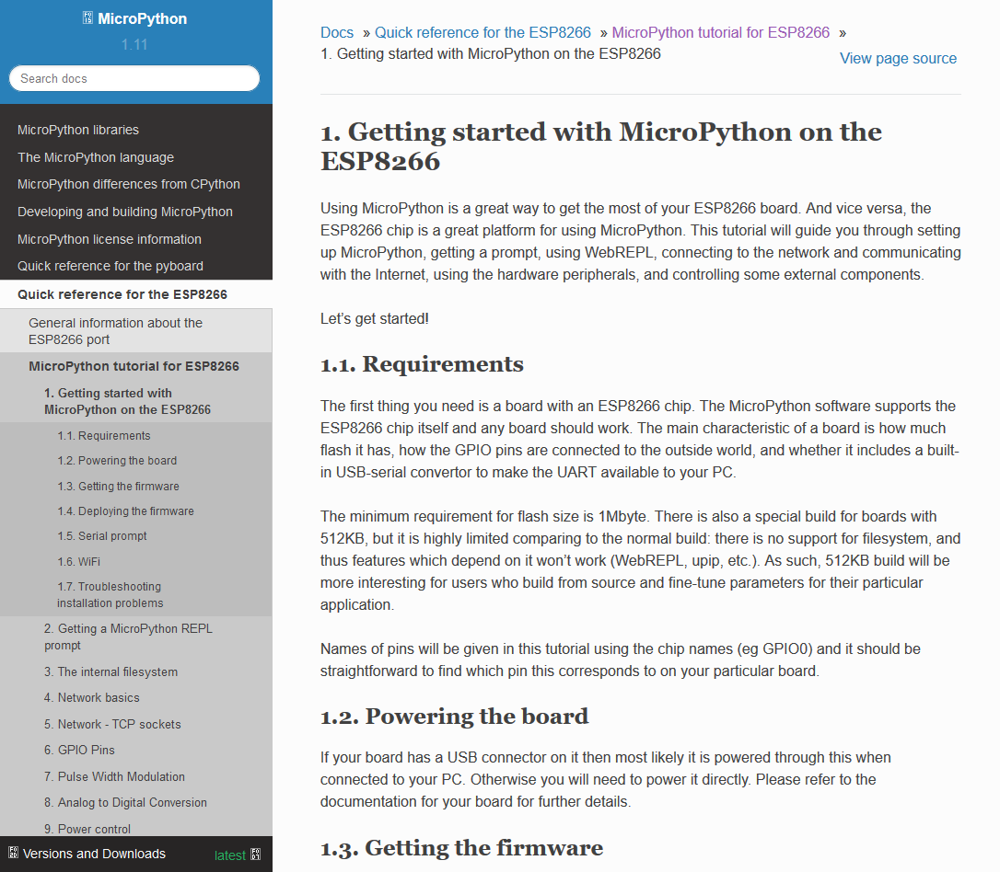 MicroPython
1.11
Search docs
MicroPython libraries
The MicroPython language
MicroPython differences from CPython
Developing and building MicroPython
MicroPython license information
Quick reference for the pyboard
Quick reference for the ESP8266
General information about the
ESP8266 port
MicroPython tutorial for ESP8266
1. Getting started with
MicroPython on the ESP8266
1.1. Requirements
1.2. Powering the board
1.3. Getting the firmware
1.4. Deploying the firmware
1.5. Serial prompt
1.6. WiFi
1.7. Troubleshooting
installation problems
2. Getting a MicroPython REPL
prompt
3. The internal filesystem
4. Network basics
5. Network - TCP sockets
6. GPIO Pins
7. Pulse Width Modulation
8. Analog to Digital Conversion
9. Power control
Versions and Downloads
latest
Docs » Quick reference for the ESP8266 » MicroPython tutorial for ESP8266 »
1. Getting started with MicroPython on the ESP8266
View page source
1. Getting started with MicroPython on the
ESP8266
Using MicroPython is a great way to get the most of your ESP8266 board. And vice versa, the
ESP8266 chip is a great platform for using MicroPython. This tutorial will guide you through setting
up MicroPython, getting a prompt, using WebREPL, connecting to the network and communicating
with the Internet, using the hardware peripherals, and controlling some external components.
Let’s get started!
1.1. Requirements
The first thing you need is a board with an ESP8266 chip. The MicroPython software supports the
ESP8266 chip itself and any board should work. The main characteristic of a board is how much
flash it has, how the GPIO pins are connected to the outside world, and whether it includes a built-
in USB-serial convertor to make the UART available to your PC.
The minimum requirement for flash size is 1Mbyte. There is also a special build for boards with
512KB, but it is highly limited comparing to the normal build: there is no support for filesystem, and
thus features which depend on it won’t work (WebREPL, upip, etc.). As such, 512KB build will be
more interesting for users who build from source and fine-tune parameters for their particular
application.
Names of pins will be given in this tutorial using the chip names (eg GPIO0) and it should be
straightforward to find which pin this corresponds to on your particular board.
1.2. Powering the board
If your board has a USB connector on it then most likely it is powered through this when
connected to your PC. Otherwise you will need to power it directly. Please refer to the
documentation for your board for further details.
1.3. Getting the firmware